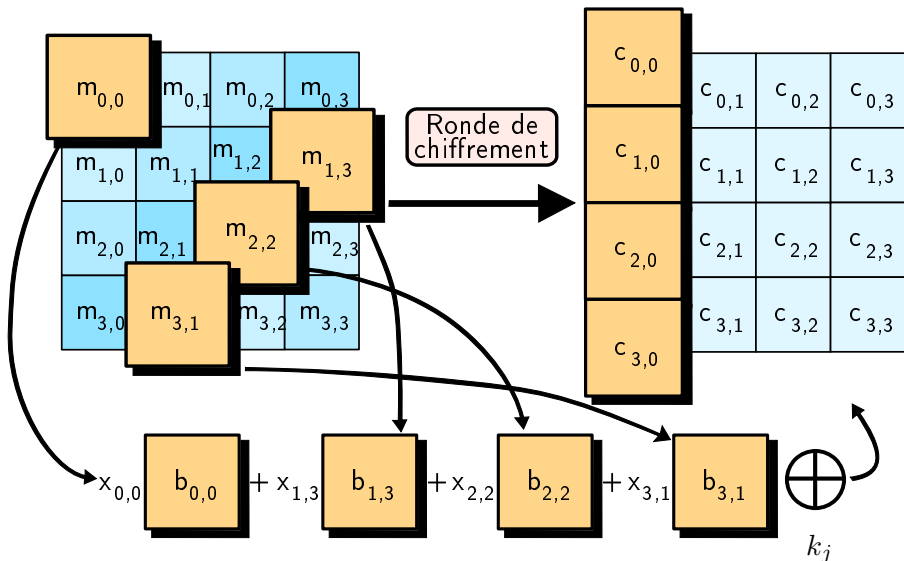 m0,0 m0,1 m0,2 m0,3
m1,0 m1,1 m1,2 m1,3
m2,0 m2,1 m2,2 m2,3
m3,0 m3,1 m3,2 m3,3
Ronde de
chiffrement
c0,0 c0,1 c0,2 c0,3
c1,0 c1,1 c1,2 c1,3
c2,0 c2,1 c2,2 c2,3
c3,0 c3,1 c3,2 c3,3
x0,0 b0,0 + x1,3 b1,3 + x2,2 b2,2 + x3,1 b3,1 ⊕
kj